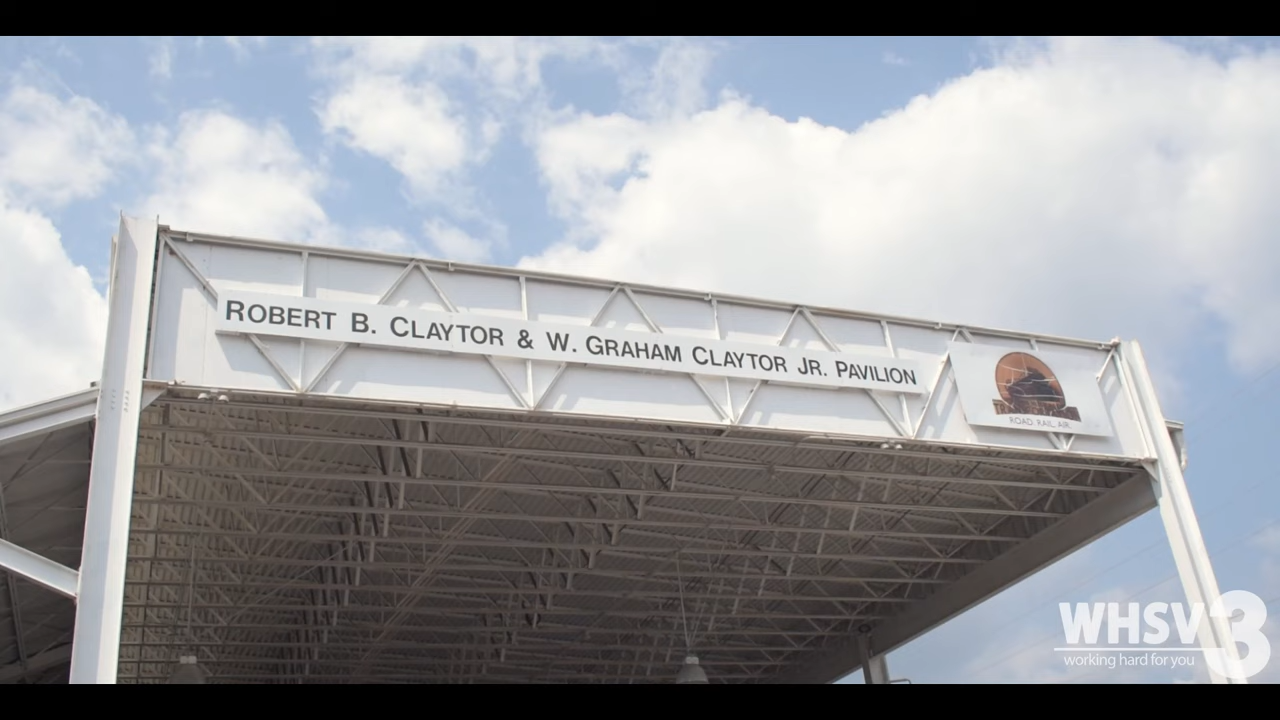 ROBERT B. CLAYTOR & W. GRAHAM CLAYTOR JR. PAVILION
ROAD. RAIL. AIR.
WHSV 3
working hard for you